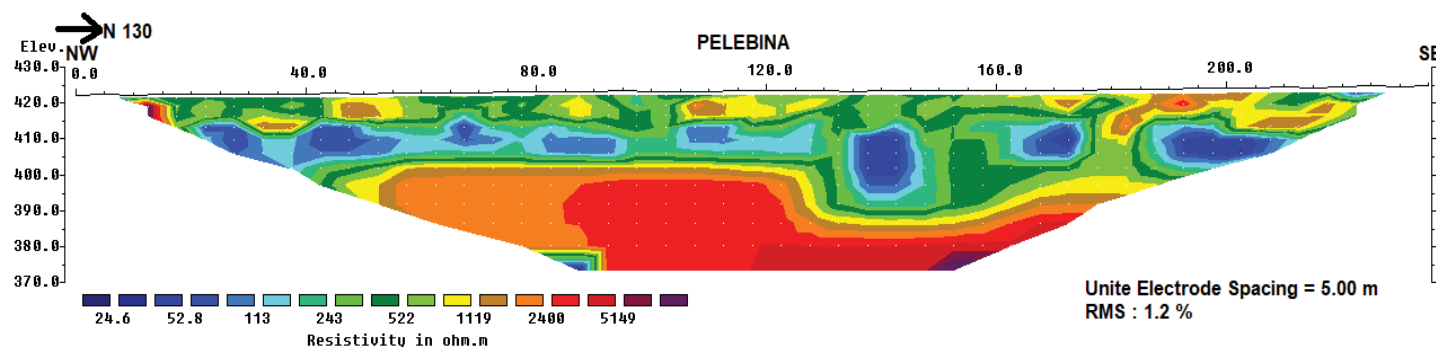 N 130
PELEBINA
Elev.
NW
SE
0.0 40.0 80.0 120.0 160.0 200.0
430.0
420.0
410.0
400.0
390.0
380.0
370.0
24.6 52.8 113 243 522 1119 2400 5149
Resistivity in ohm.m
Unite Electrode Spacing = 5.00 m
RMS : 1.2 %